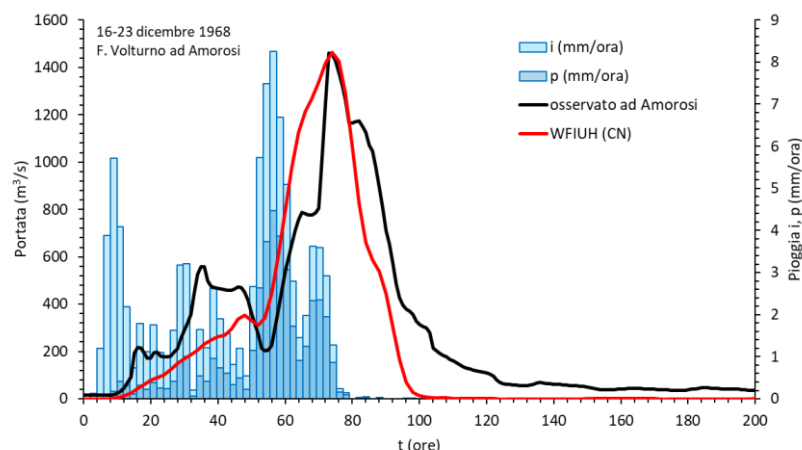 16-23 dicembre 1968
F. Volturno ad Amorosi
i (mm/ora)
p (mm/ora)
osservato ad Amorosi
WFIUH (CN)
Portata (m³/s)
1600
1400
1200
1000
800
600
400
200
0
Pioggia i, p (mm/ora)
9
8
7
6
5
4
3
2
1
0
0 20 40 60 80 100 120 140 160 180 200
t (ore)